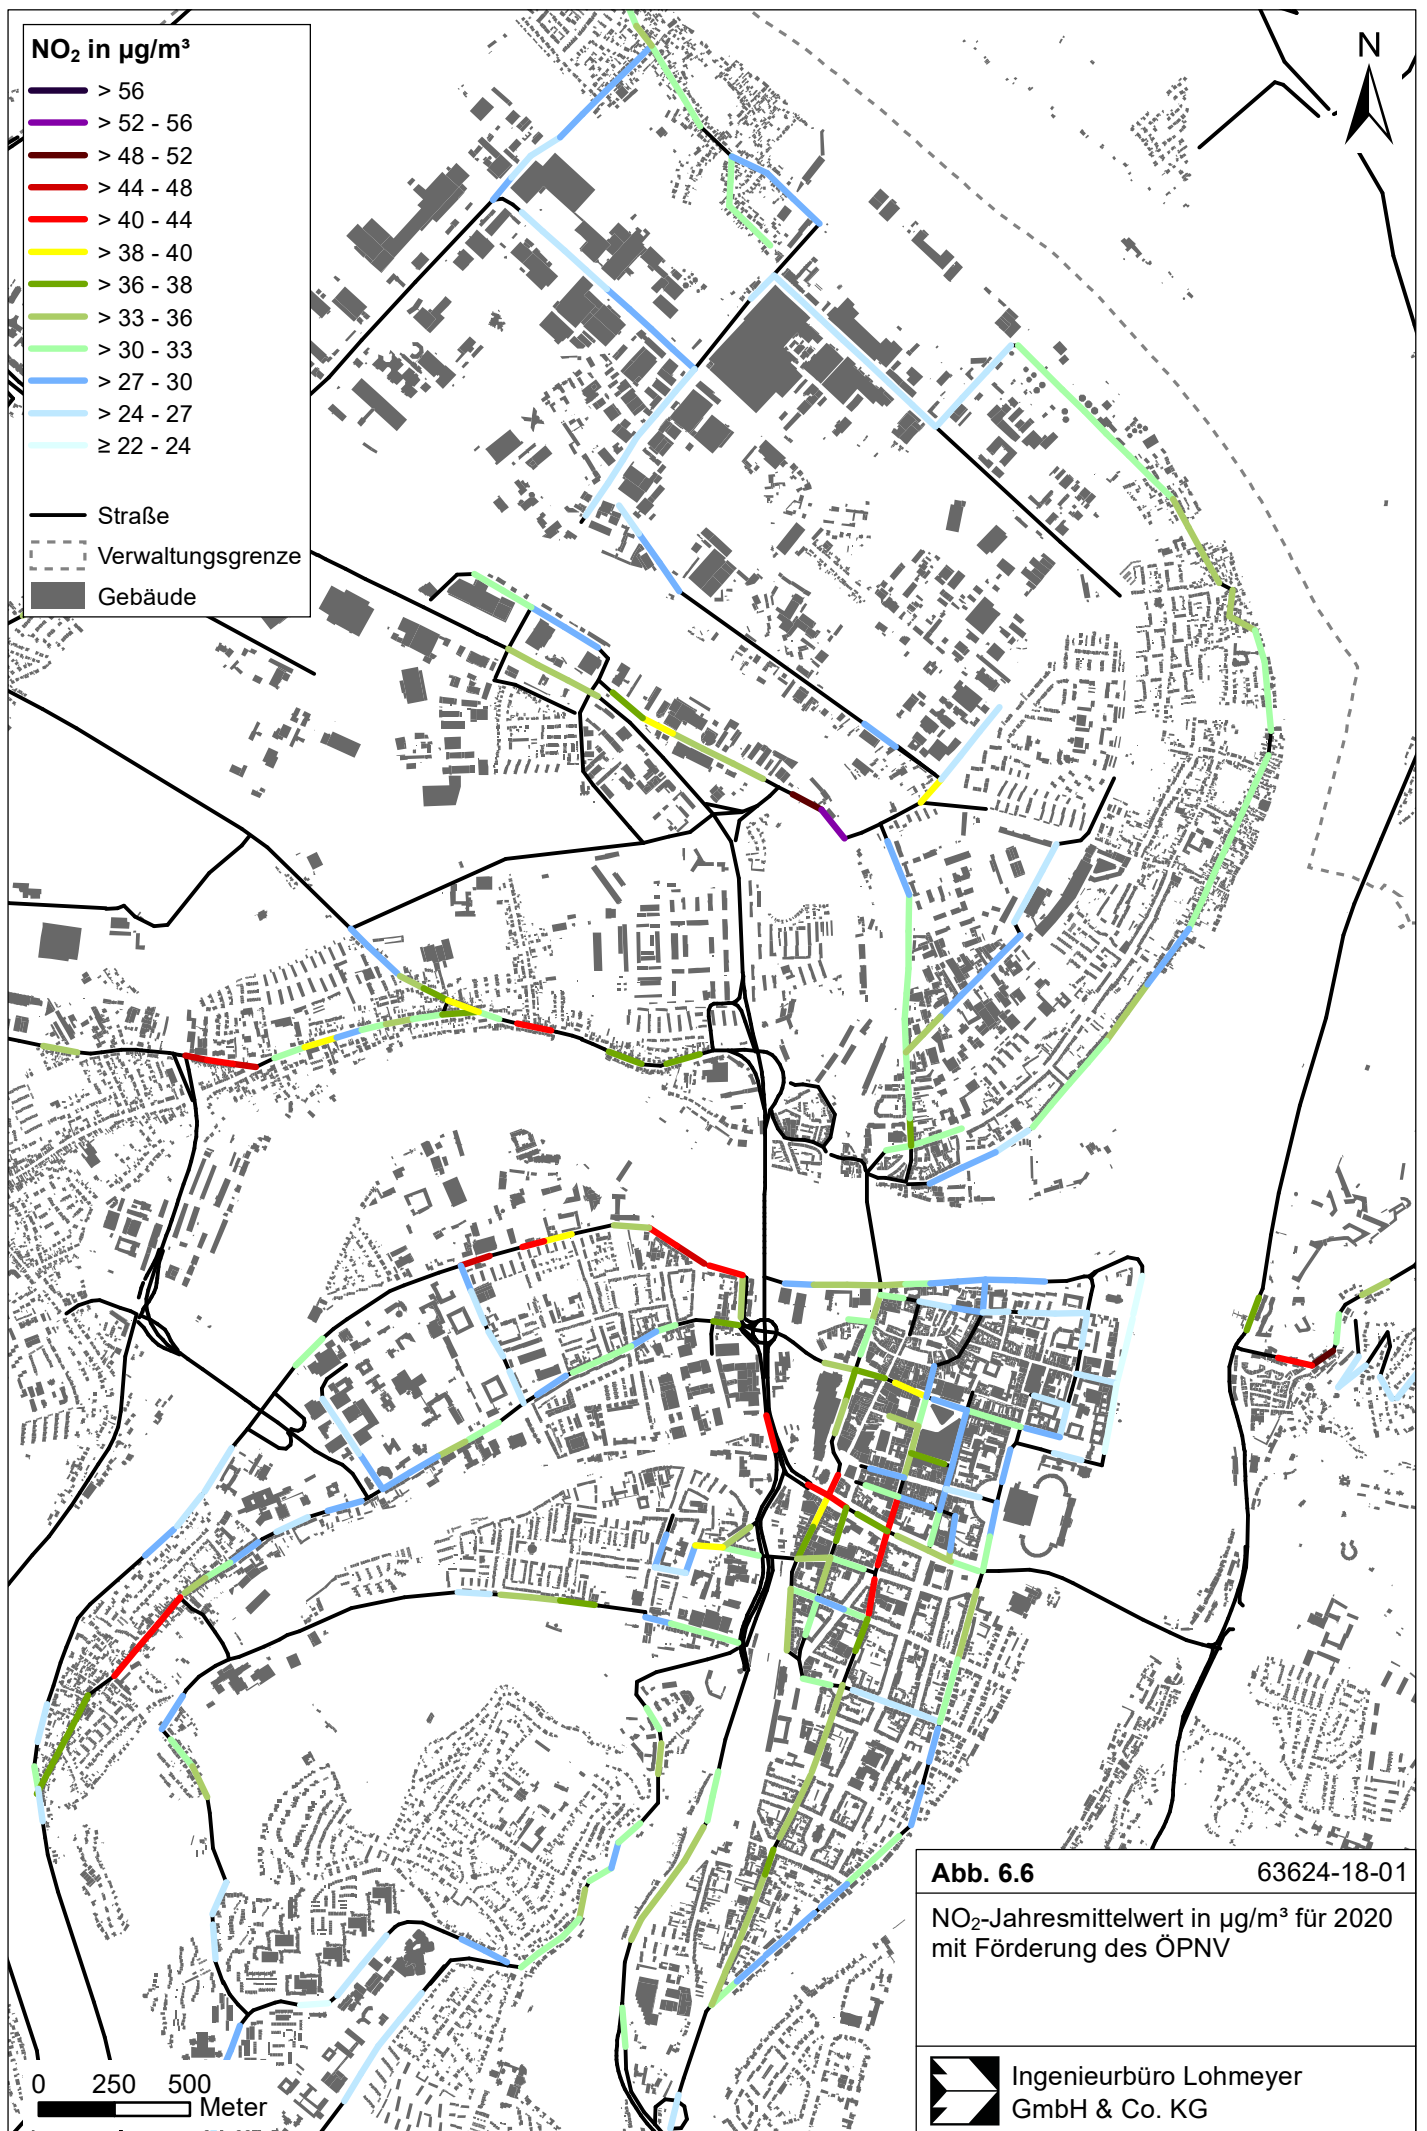 NO₂ in µg/m³
> 56
> 52 - 56
> 48 - 52
> 44 - 48
> 40 - 44
> 38 - 40
> 36 - 38
> 33 - 36
> 30 - 33
> 27 - 30
> 24 - 27
≥ 22 - 24
Straße
Verwaltungsgrenze
Gebäude
N
0 250 500
Meter
Abb. 6.6 63624-18-01
NO₂-Jahresmittelwert in µg/m³ für 2020
mit Förderung des ÖPNV
Ingenieurbüro Lohmeyer
GmbH & Co. KG